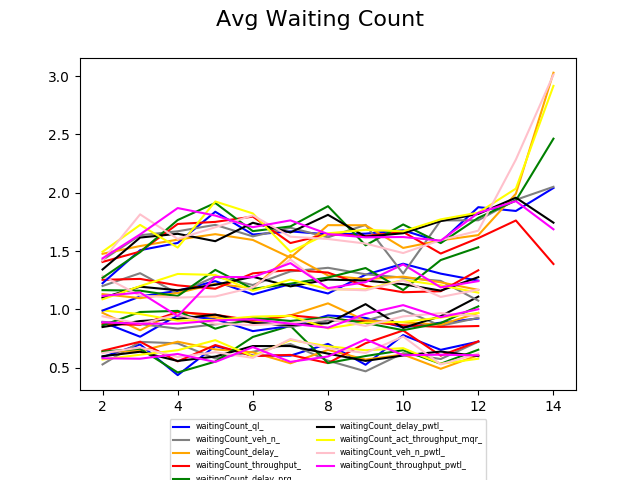 Avg Waiting Count
3.0
2.5
2.0
1.5
1.0
0.5
2 4 6 8 10 12 14
waitingCount_ql_ waitingCount_delay_pwtl_
waitingCount_veh_n_ waitingCount_act_throughput_mqr_
waitingCount_delay_ waitingCount_veh_n_pwtl_
waitingCount_throughput_ waitingCount_throughput_pwtl_